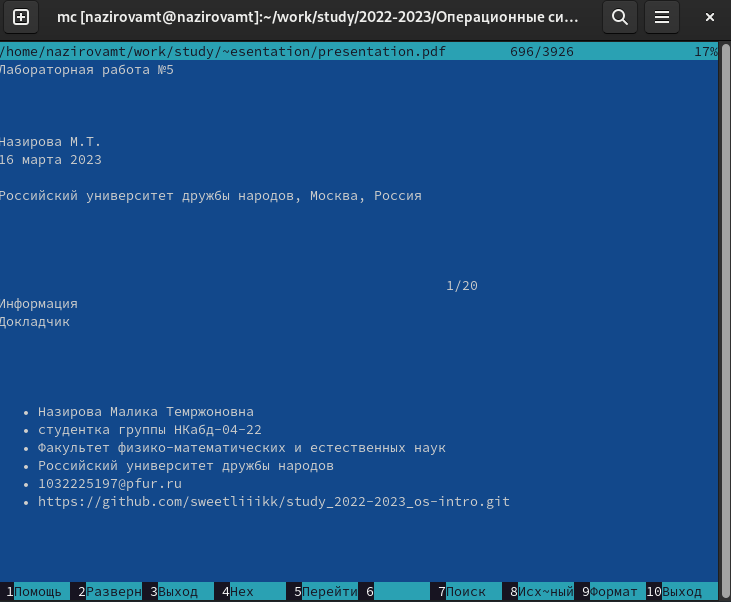 mc [nazirovamt@nazirovamt]:~/work/study/2022-2023/Операционные си…
/home/nazirovamt/work/study/~esentation/presentation.pdf 696/3926 17%
Лабораторная работа №5
Назирова М.Т.
16 марта 2023
Российский университет дружбы народов, Москва, Россия
1/20
Информация
Докладчик
• Назирова Малика Темржоновна
• студентка группы НКабд-04-22
• Факультет физико-математических и естественных наук
• Российский университет дружбы народов
• 1032225197@pfur.ru
• https://github.com/sweetliiikk/study_2022-2023_os-intro.git
1Помощь 2Разверн 3Выход 4Hex 5Перейти 6 7Поиск 8Исх~ный 9Формат 10Выход